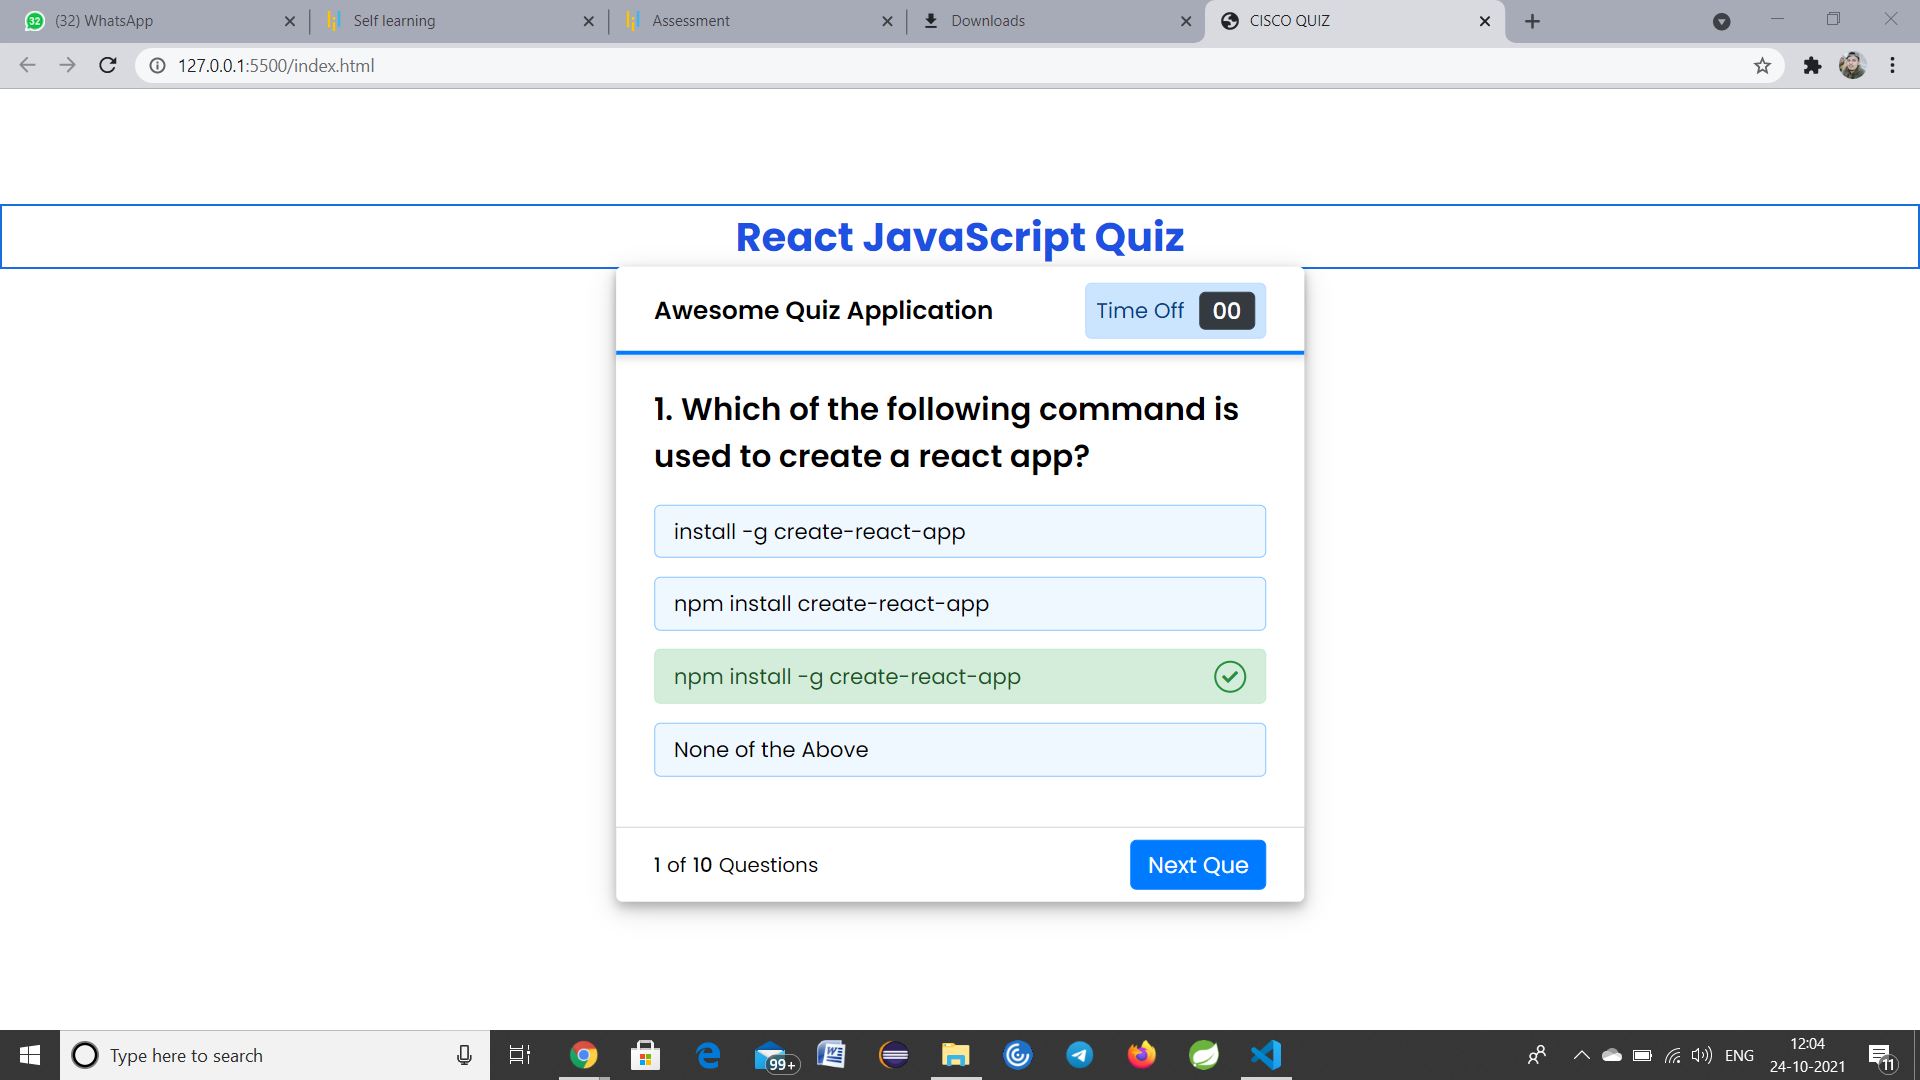 32 (32) WhatsApp
Self learning
Assessment
Downloads
CISCO QUIZ
127.0.0.1:5500/index.html
React JavaScript Quiz
Awesome Quiz Application
Time Off 00
1. Which of the following command is
used to create a react app?
install -g create-react-app
npm install create-react-app
npm install -g create-react-app
None of the Above
1 of 10 Questions
Next Que
Type here to search
99+
W
ENG
12:04
24-10-2021
11